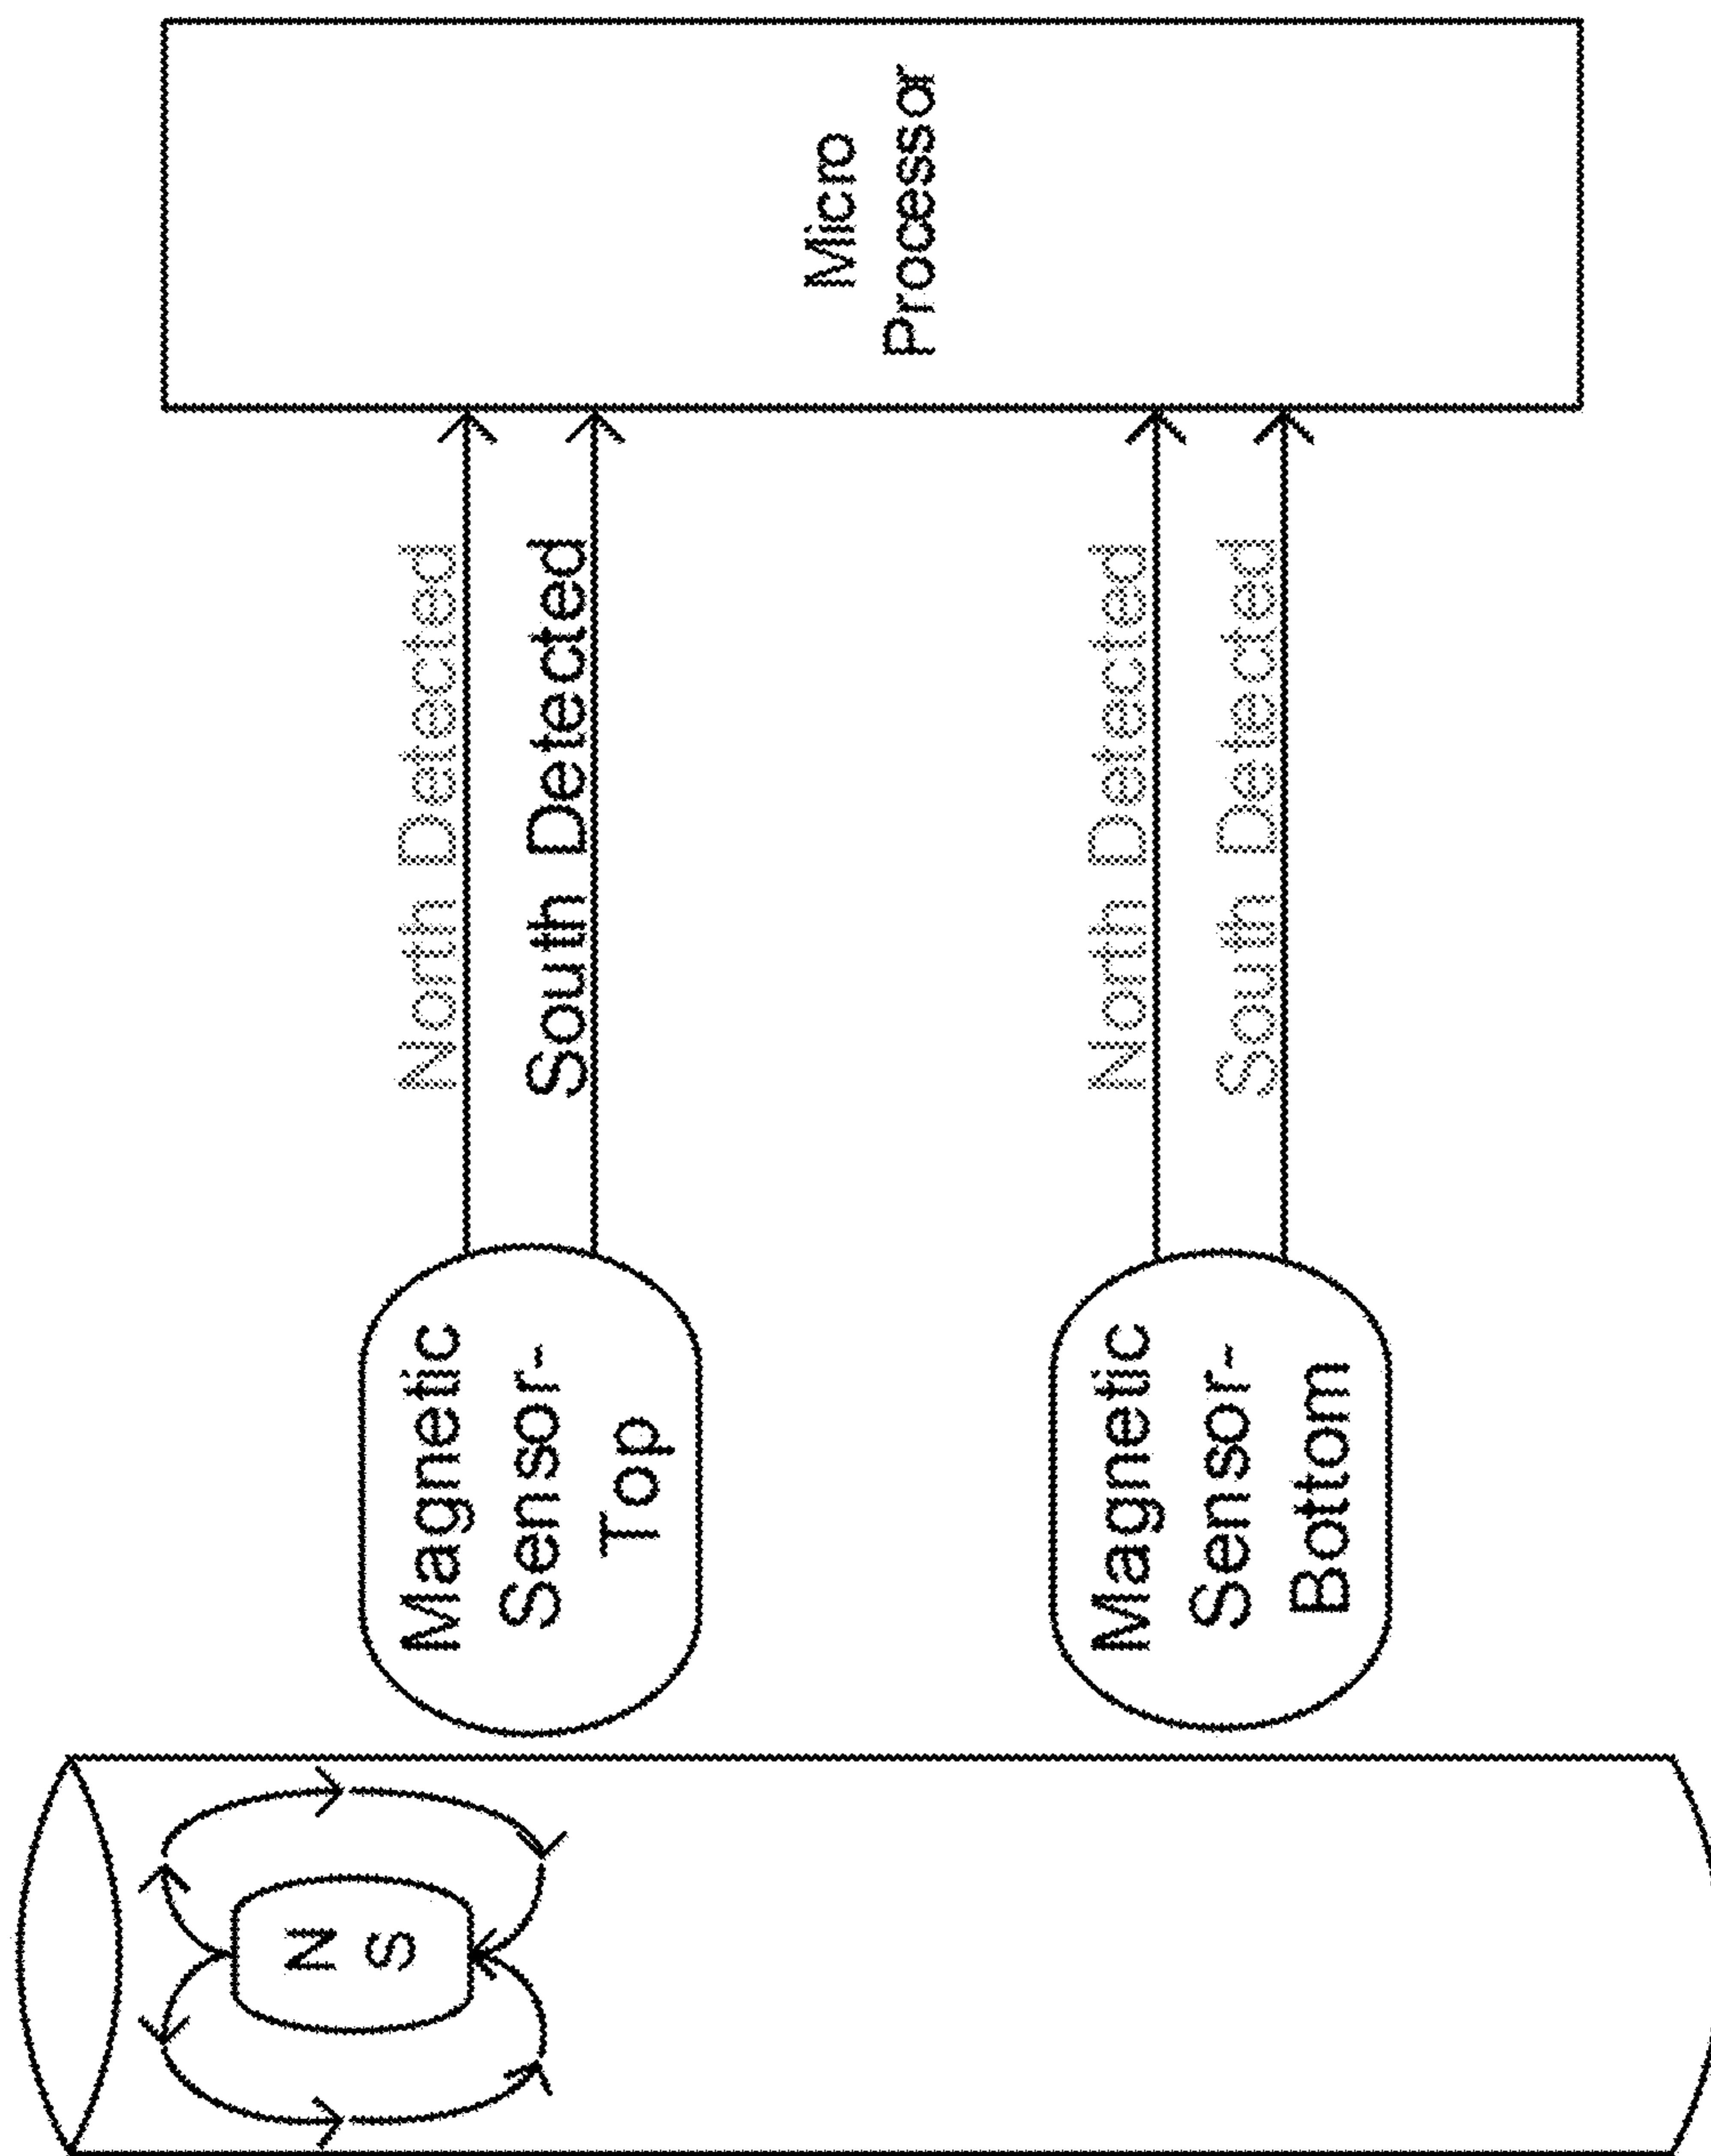 N
S
Magnetic
Sensor-
Top
North Detected
South Detected
Magnetic
Sensor-
Bottom
North Detected
South Detected
Micro
Processor